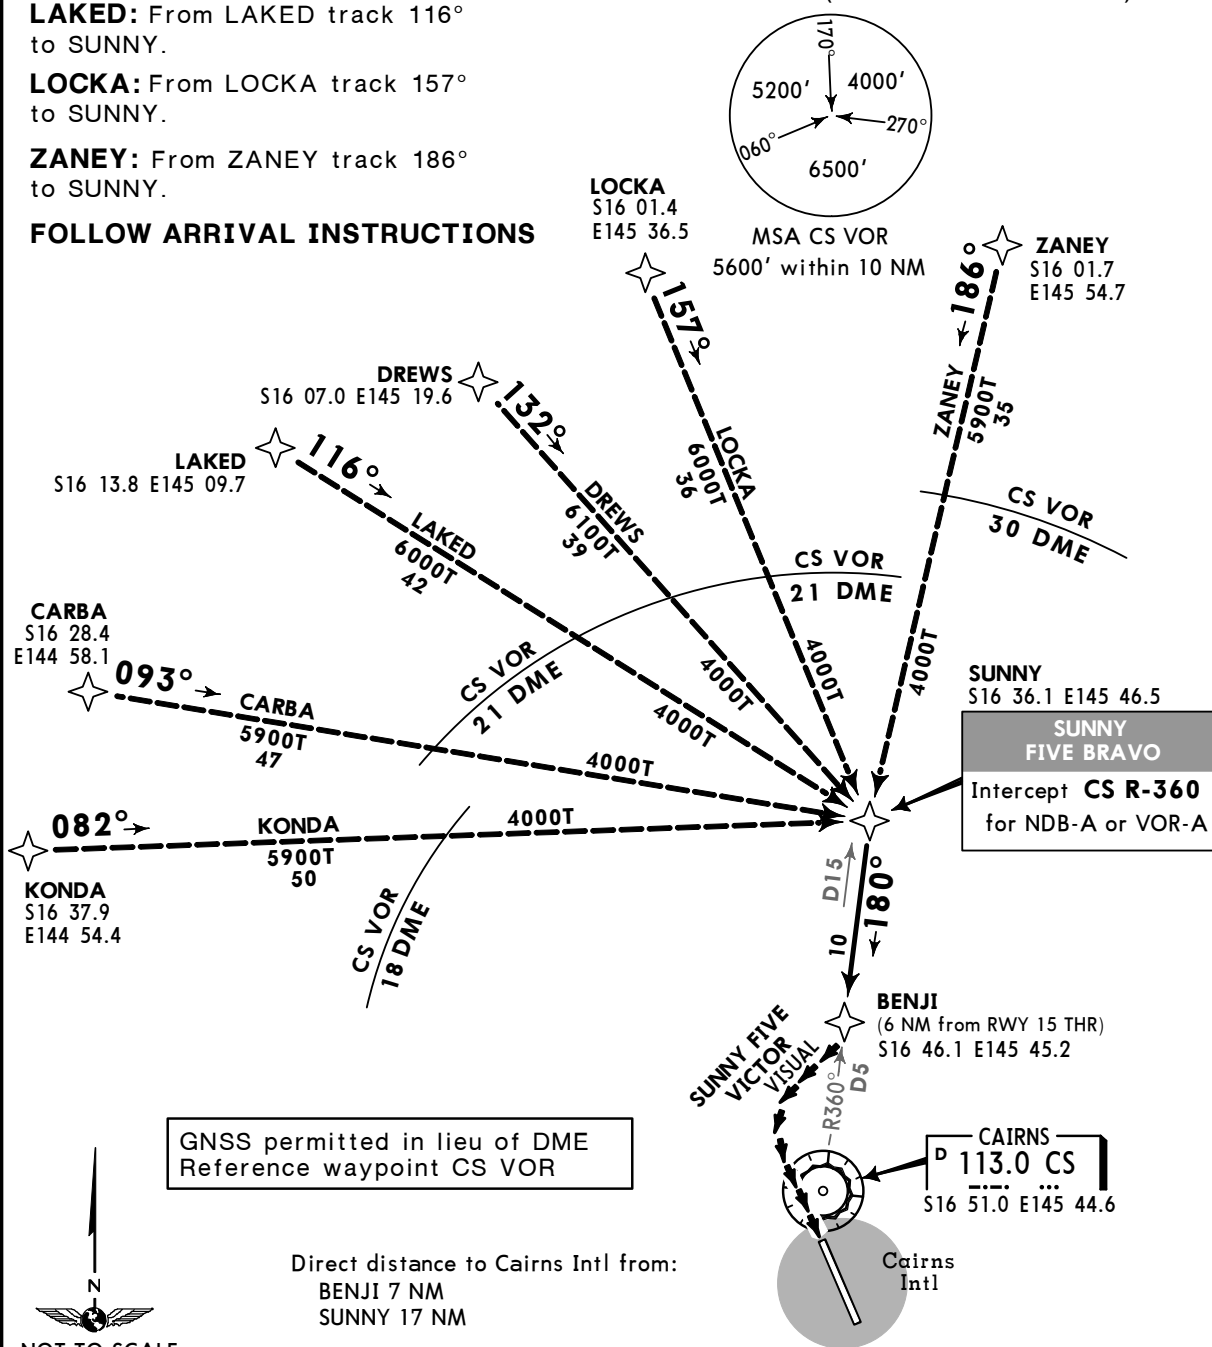 LAKED: From LAKED track 116°
to SUNNY.
LOCKA: From LOCKA track 157°
to SUNNY.
ZANEY: From ZANEY track 186°
to SUNNY.
FOLLOW ARRIVAL INSTRUCTIONS
170°
5200'
4000'
060°
270°
6500'
MSA CS VOR
5600' within 10 NM
LOCKA
S16 01.4
E145 36.5
157°
ZANEY
S16 01.7
E145 54.7
186°
DREWS
S16 07.0 E145 19.6
132°
LAKED
S16 13.8 E145 09.7
116°
ZANEY
5900T
35
LOCKA
6000T
36
DREWS
6100T
39
LAKED
6000T
42
CS VOR
30 DME
CS VOR
21 DME
CARBA
S16 28.4
E144 58.1
093°
CARBA
5900T
47
CS VOR
21 DME
4000T
4000T
4000T
4000T
4000T
SUNNY
S16 36.1 E145 46.5
SUNNY
FIVE BRAVO
Intercept CS R-360
for NDB-A or VOR-A
082°
KONDA
5900T
50
4000T
KONDA
S16 37.9
E144 54.4
CS VOR
18 DME
D15
180°
10
BENJI
(6 NM from RWY 15 THR)
S16 46.1 E145 45.2
SUNNY FIVE
VICTOR
VISUAL
R360°
D5
GNSS permitted in lieu of DME
Reference waypoint CS VOR
CAIRNS
D 113.0 CS
S16 51.0 E145 44.6
Cairns
Intl
Direct distance to Cairns Intl from:
BENJI 7 NM
SUNNY 17 NM
N
NOT TO SCALE